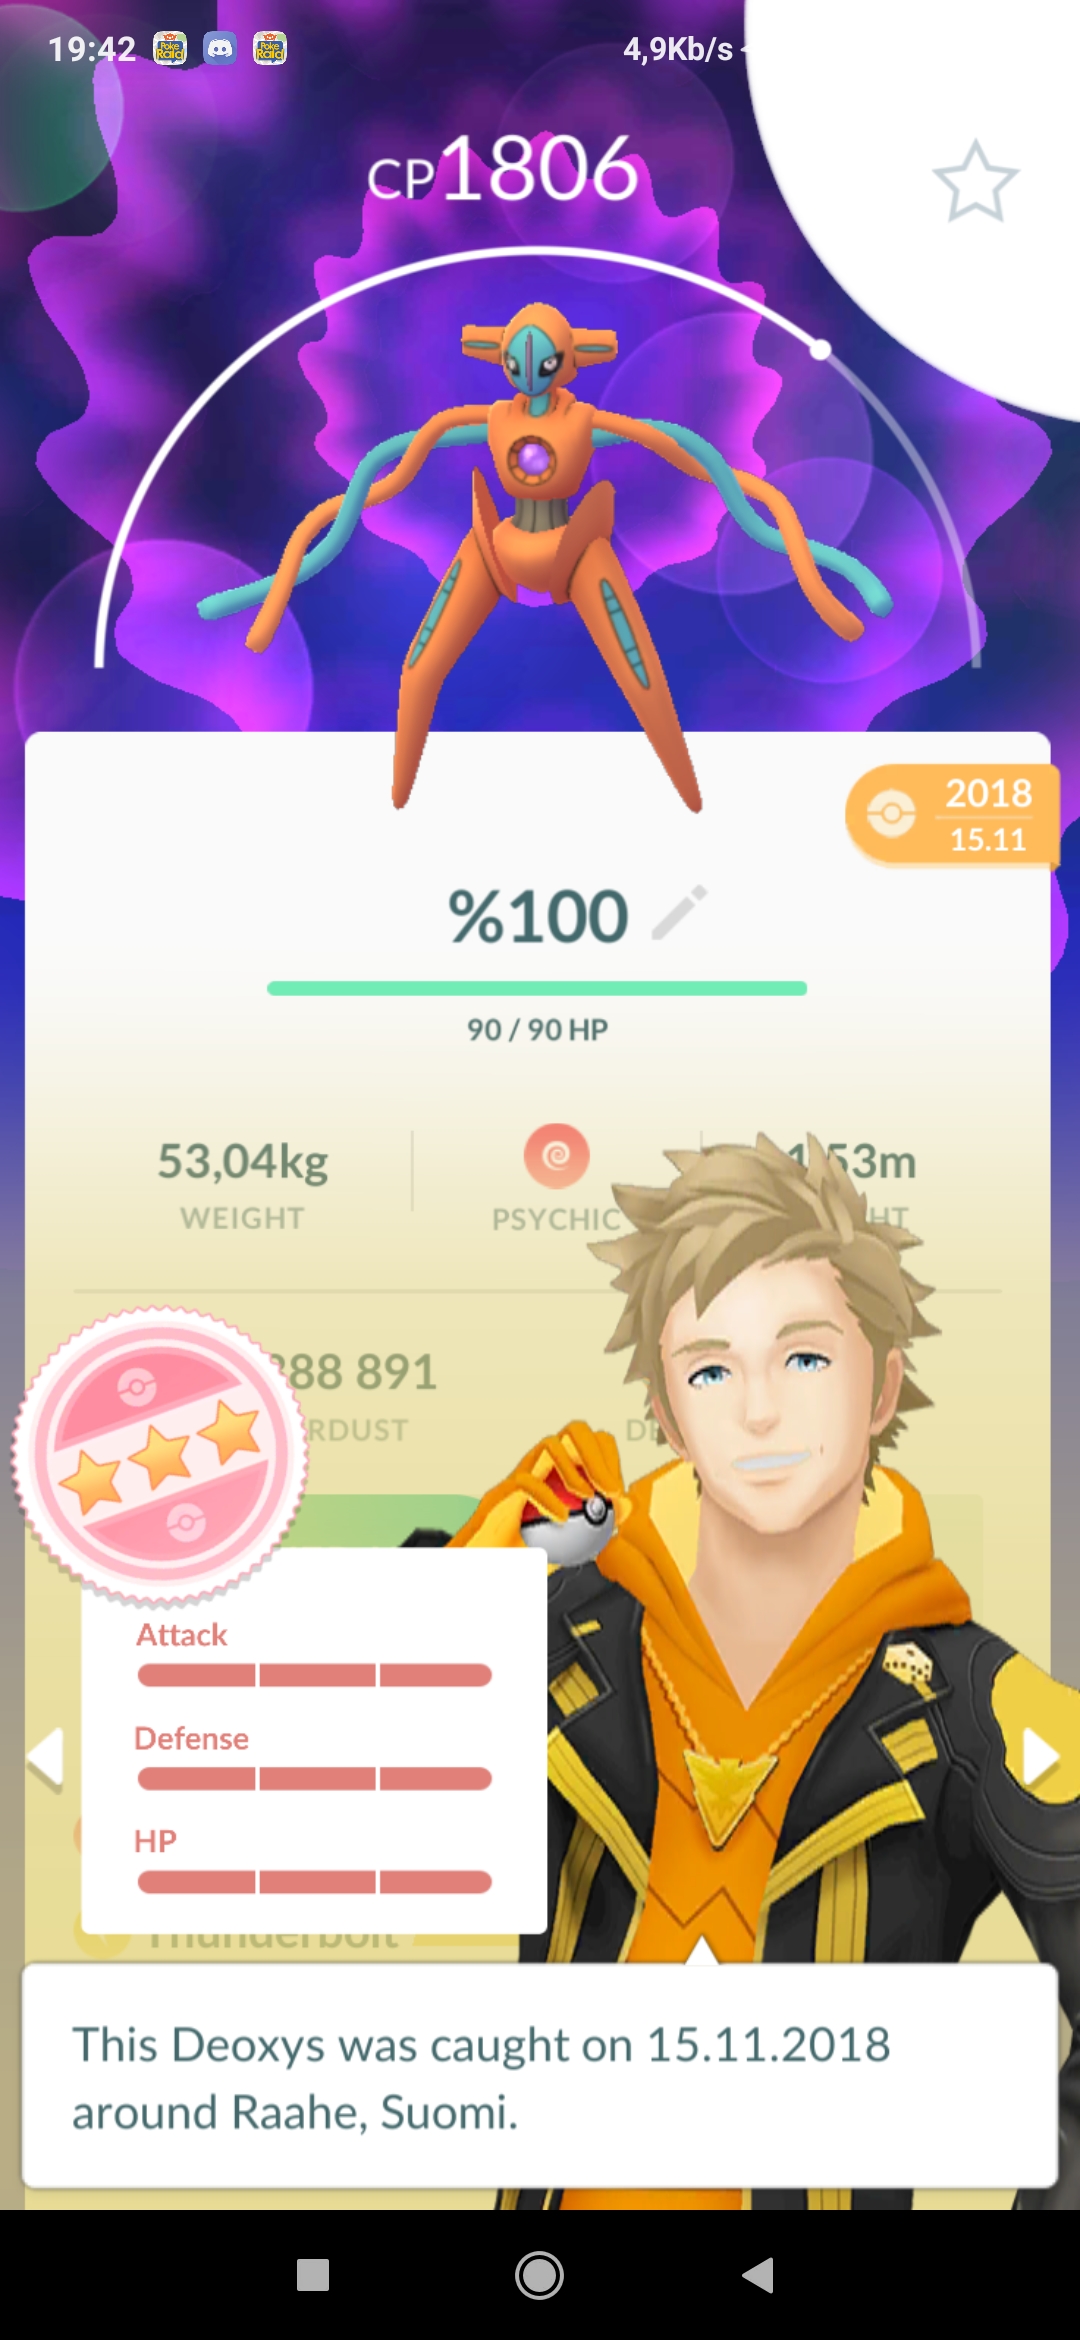 19:42
4,9Kb/s
CP1806
2018
15.11
%100
90 / 90 HP
53,04kg
PSYCHIC
WEIGHT
53m
HT
88 891
RDUST
DE
Attack
Defense
HP
Thunderbolt
This Deoxys was caught on 15.11.2018
around Raahe, Suomi.